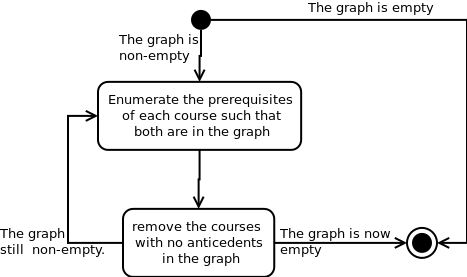 The graph is empty
The graph is
non-empty
Enumerate the prerequisites
of each course such that
both are in the graph
remove the courses
with no anticedents
in the graph
The graph
still non-empty.
The graph is now
empty